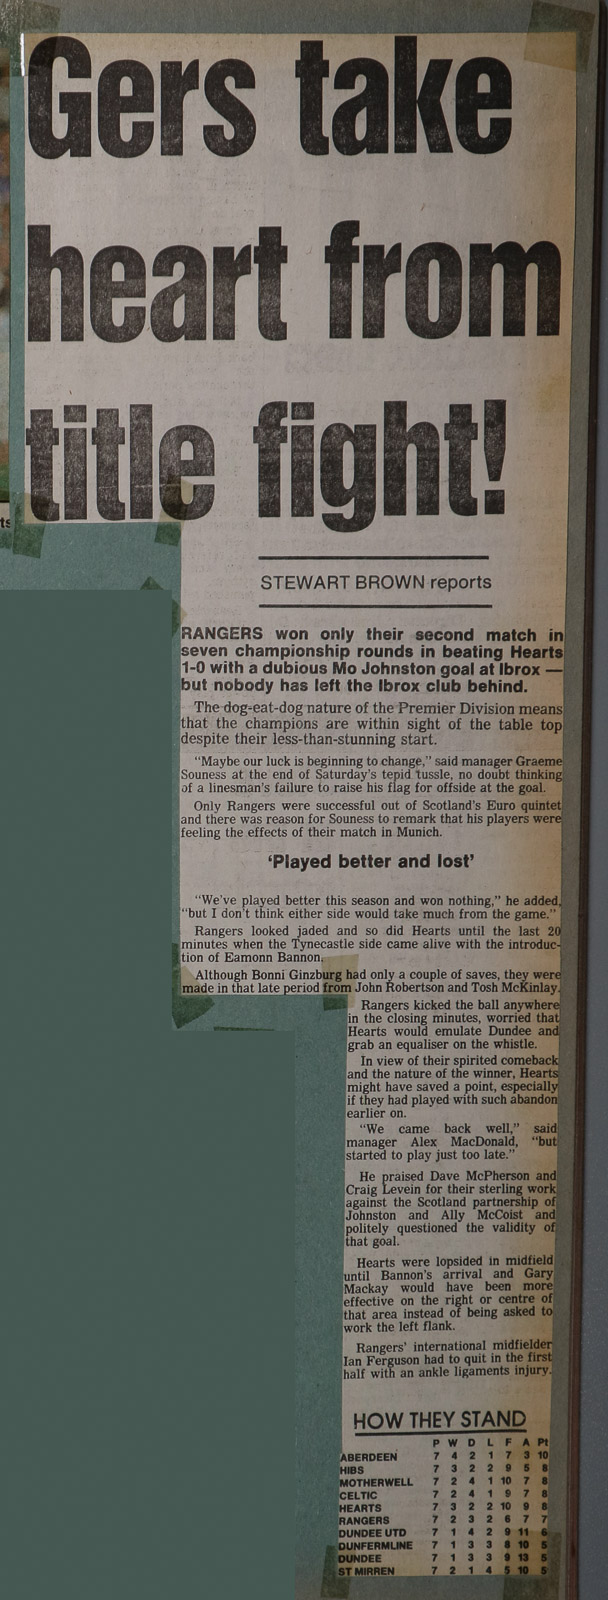 Gers take
heart from
title fight!
ts
STEWART BROWN reports
RANGERS won only their second match in
seven championship rounds in beating Hearts
1-0 with a dubious Mo Johnston goal at Ibrox —
but nobody has left the Ibrox club behind.
The dog-eat-dog nature of the Premier Division means
that the champions are within sight of the table top
despite their less-than-stunning start.
“Maybe our luck is beginning to change,” said manager Graeme
Souness at the end of Saturday’s tepid tussle, no doubt thinking
of a linesman’s failure to raise his flag for offside at the goal.
Only Rangers were successful out of Scotland’s Euro quintet
and there was reason for Souness to remark that his players were
feeling the effects of their match in Munich.
‘Played better and lost’
“We’ve played better this season and won nothing,” he added,
“but I don’t think either side would take much from the game.”
Rangers looked jaded and so did Hearts until the last 20
minutes when the Tynecastle side came alive with the introduc-
tion of Eamonn Bannon.
Although Bonni Ginzburg had only a couple of saves, they were
made in that late period from John Robertson and Tosh McKinlay.
Rangers kicked the ball anywhere
in the closing minutes, worried that
Hearts would emulate Dundee and
grab an equaliser on the whistle.
In view of their spirited comeback
and the nature of the winner, Hearts
might have saved a point, especially
if they had played with such abandon
earlier on.
“We came back well,” said
manager Alex MacDonald, “but
started to play just too late.”
He praised Dave McPherson and
Craig Levein for their sterling work
against the Scotland partnership of
Johnston and Ally McCoist and
politely questioned the validity of
that goal.
Hearts were lopsided in midfield
until Bannon’s arrival and Gary
Mackay would have been more
effective on the right or centre of
that area instead of being asked to
work the left flank.
Rangers’ international midfielder
Ian Ferguson had to quit in the first
half with an ankle ligaments injury.
HOW THEY STAND
P W D L F A Pt
ABERDEEN 7 4 2 1 7 3 10
HIBS 7 3 2 2 9 5 8
MOTHERWELL 7 2 4 1 10 7 8
CELTIC 7 2 4 1 9 7 8
HEARTS 7 3 2 2 10 9 8
RANGERS 7 2 3 2 6 7 7
DUNDEE UTD 7 1 4 2 9 11 6
DUNFERMLINE 7 1 3 3 8 10 5
DUNDEE 7 1 3 3 9 13 5
ST MIRREN 7 2 1 4 5 10 5